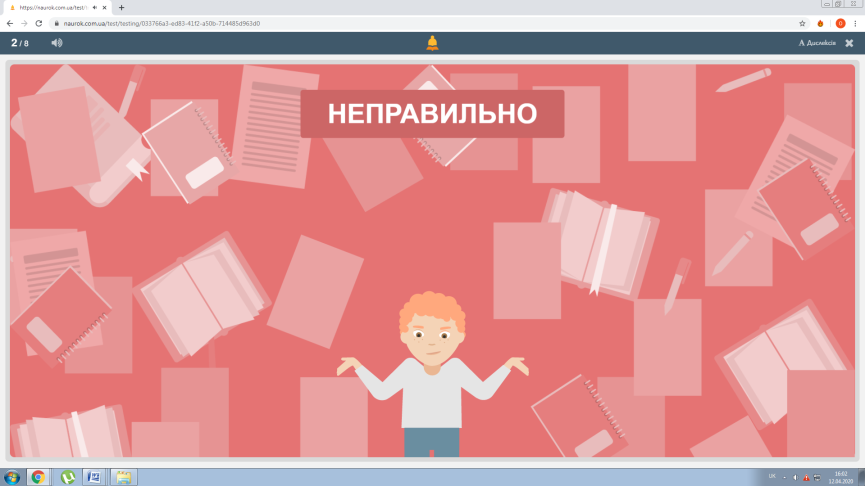 https://naurok.com.ua/test/t
naurok.com.ua/test/testing/033766a3-ed83-41f2-a50b-714485d963d0
2 / 8
A Дислексія
НЕПРАВИЛЬНО
UK
16:02
12.04.2020